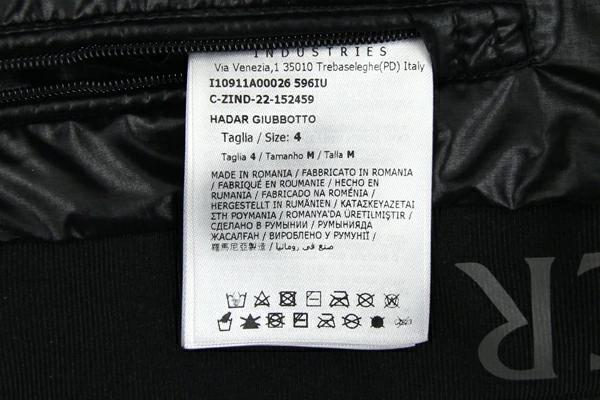 INDUSTRIES
Via Venezia,1 35010 Trebaseleghe(PD) Italy
I10911A00026 596IU
C-ZIND-22-152459
HADAR GIUBBOTTO
Taglia / Size: 4
Taglia 4 / Tamanho M / Talla M
MADE IN ROMANIA / FABBRICATO IN ROMANIA
/ FABRIQUÉ EN ROUMANIE / HECHO EN
RUMANIA / FABRICADO NA ROMÉNIA /
HERGESTELLT IN RUMÄNIEN / ΚΑΤΑΣΚΕΥΑΖΕΤΑΙ
ΣΤΗ ΡΟΥΜΑΝΙΑ / ROMANYA'DA ÜRETILMIŞTIR /
СДЕЛАНО В РУМЫНИИ / РУМЫНИЯДА
ЖАСАЛҒАН / ВИРОБЛЕНО У РУМУНІЇ /
羅馬尼亞製造 / صنع في رومانيا